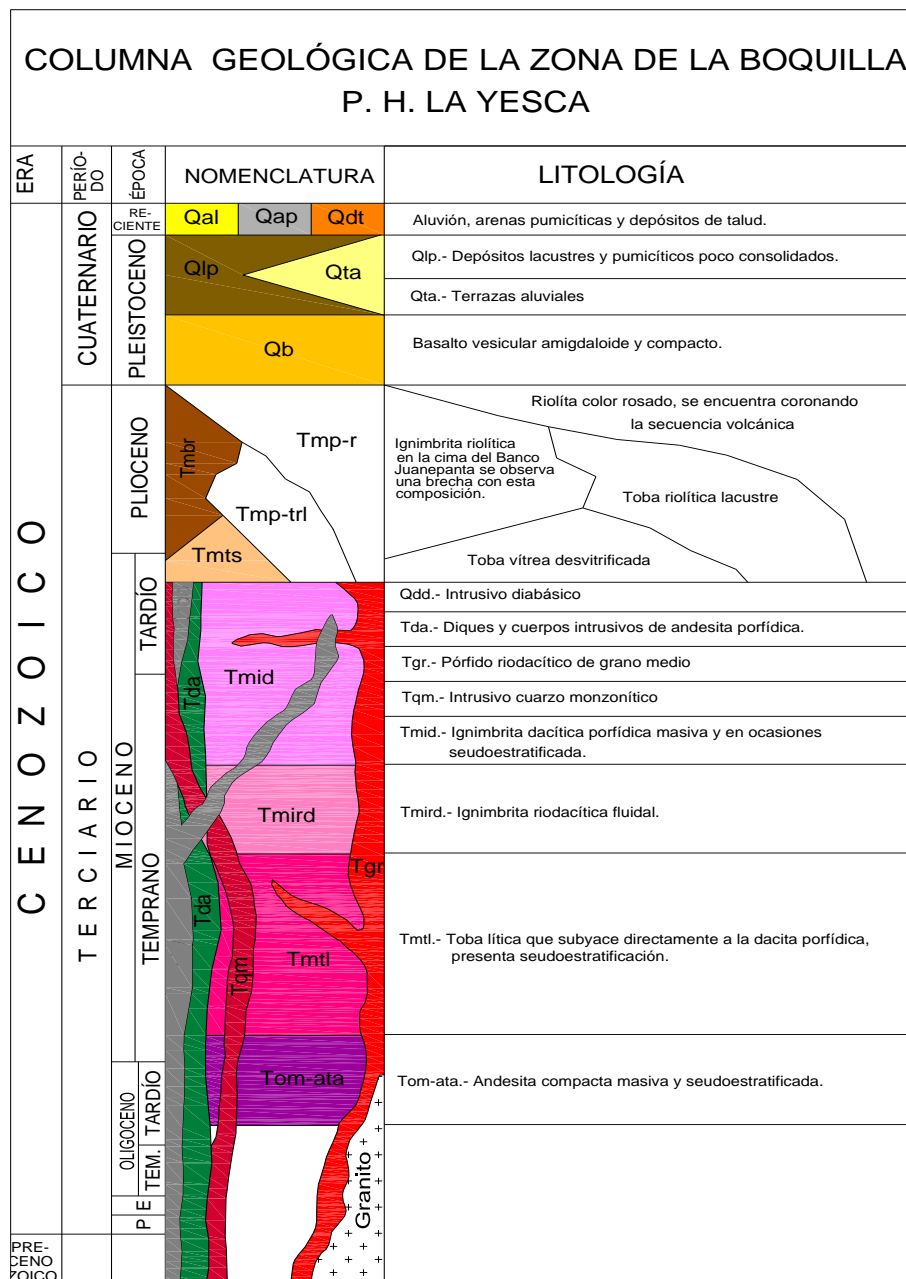 COLUMNA GEOLÓGICA DE LA ZONA DE LA BOQUILLA
P. H. LA YESCA
ERA
PERÍO-
DO
ÉPOCA
NOMENCLATURA
LITOLOGÍA
CENOZOICO
CUATERNARIO
RE-
CIENTE
Qal
Qap
Qdt
Aluvión, arenas pumicíticas y depósitos de talud.
PLEISTOCENO
Qlp
Qta
Qlp.- Depósitos lacustres y pumicíticos poco consolidados.
Qta.- Terrazas aluviales
Qb
Basalto vesicular amigdaloide y compacto.
TERCIARIO
PLIOCENO
Tmbr
Tmp-r
Tmp-trl
Tmts
Riolíta color rosado, se encuentra coronando
la secuencia volcánica
Ignimbrita riolítica
en la cima del Banco
Juanepanta se observa
una brecha con esta
composición.
Toba riolítica lacustre
Toba vítrea desvitrificada
MIOCENO
TARDÍO
Tda
Tmid
Qdd.- Intrusivo diabásico
Tda.- Diques y cuerpos intrusivos de andesita porfídica.
Tgr.- Pórfido riodacítico de grano medio
Tqm.- Intrusivo cuarzo monzonítico
Tmid.- Ignimbrita dacítica porfídica masiva y en ocasiones
seudoestratificada.
TEMPRANO
Tmird
Tmird.- Ignimbrita riodacítica fluidal.
Tgr
Tda
Tqm
Tmtl
Tmtl.- Toba lítica que subyace directamente a la dacita porfídica,
presenta seudoestratificación.
OLIGOCENO
TARDÍO
Tom-ata
Tom-ata.- Andesita compacta masiva y seudoestratificada.
TEM.
Granito
E
P
PRE-
CENO
ZOICO